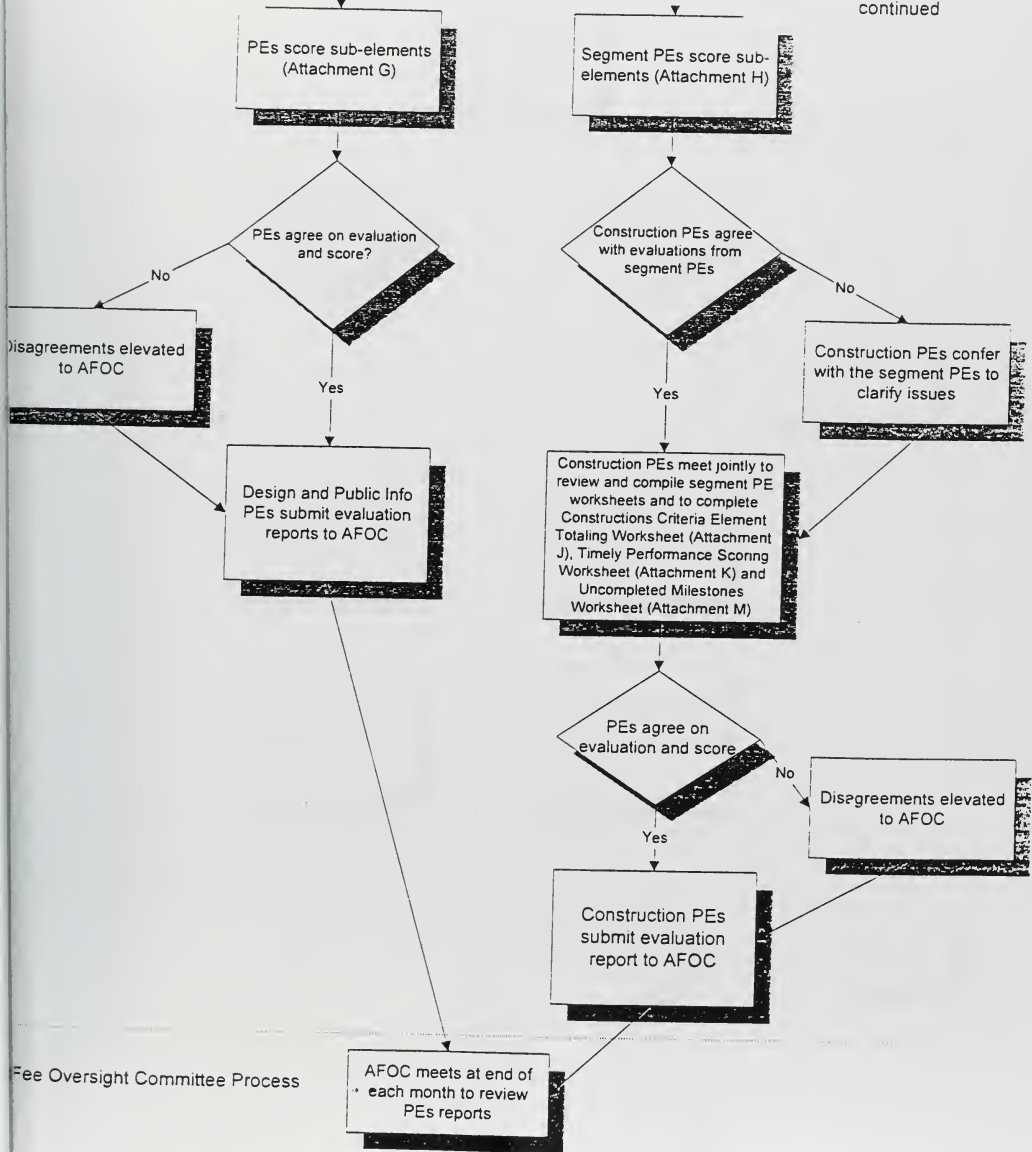 continued
PEs score sub-elements
(Attachment G)
Segment PEs score sub-
elements (Attachment H)
PEs agree on evaluation
and score?
Construction PEs agree
with evaluations from
segment PEs
No
No
Disagreements elevated
to AFOC
Construction PEs confer
with the segment PEs to
clarify issues
Yes
Yes
Design and Public Info
PEs submit evaluation
reports to AFOC
Construction PEs meet jointly to
review and compile segment PE
worksheets and to complete
Constructions Criteria Element
Totaling Worksheet (Attachment
J), Timely Performance Scoring
Worksheet (Attachment K) and
Uncompleted Milestones
Worksheet (Attachment M)
PEs agree on
evaluation and score
No
Disagreements elevated
to AFOC
Yes
Construction PEs
submit evaluation
report to AFOC
Fee Oversight Committee Process
AFOC meets at end of
each month to review
PEs reports